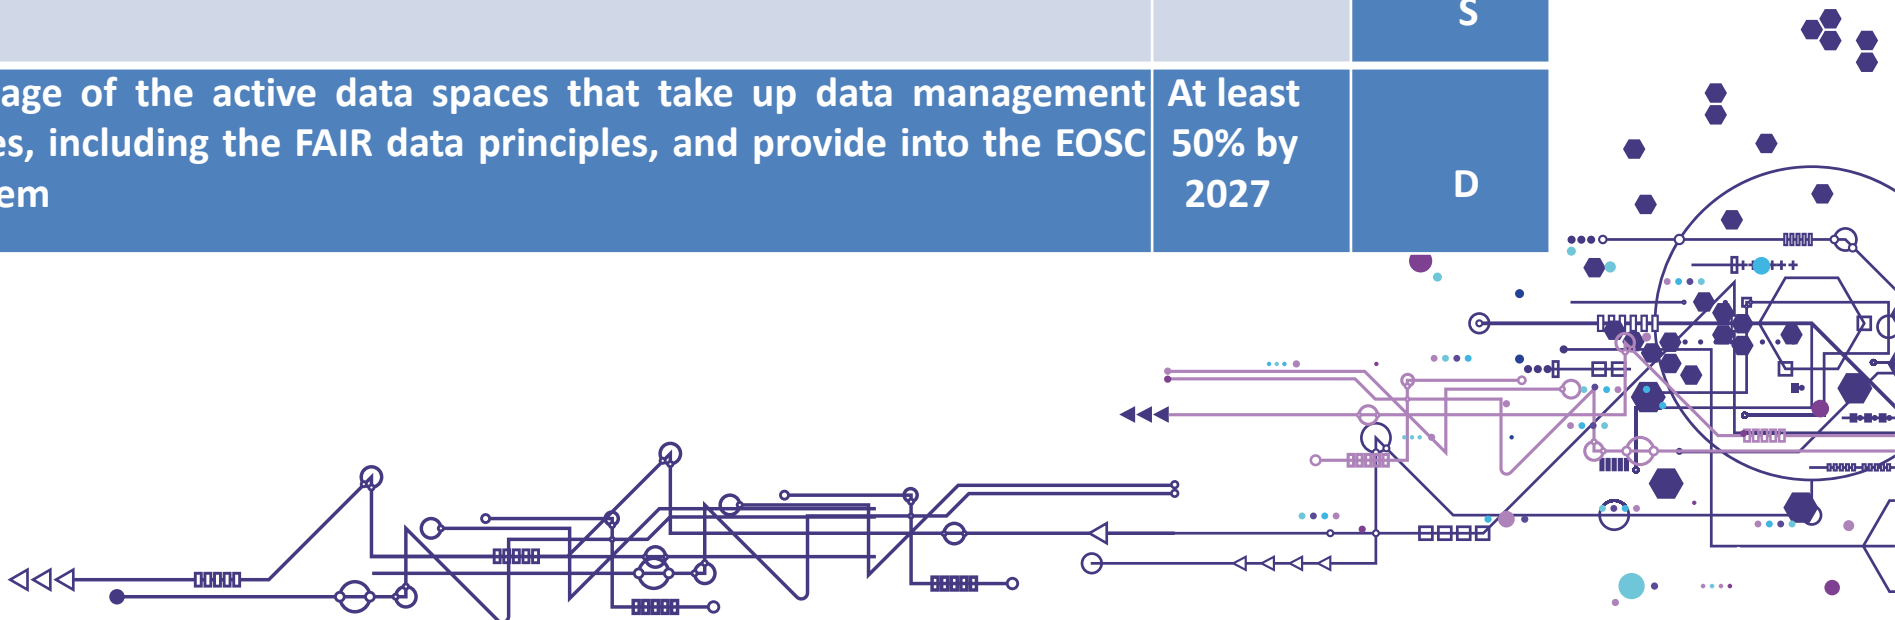 S
age of the active data spaces that take up data management
es, including the FAIR data principles, and provide into the EOSC
em
At least
50% by
2027
D